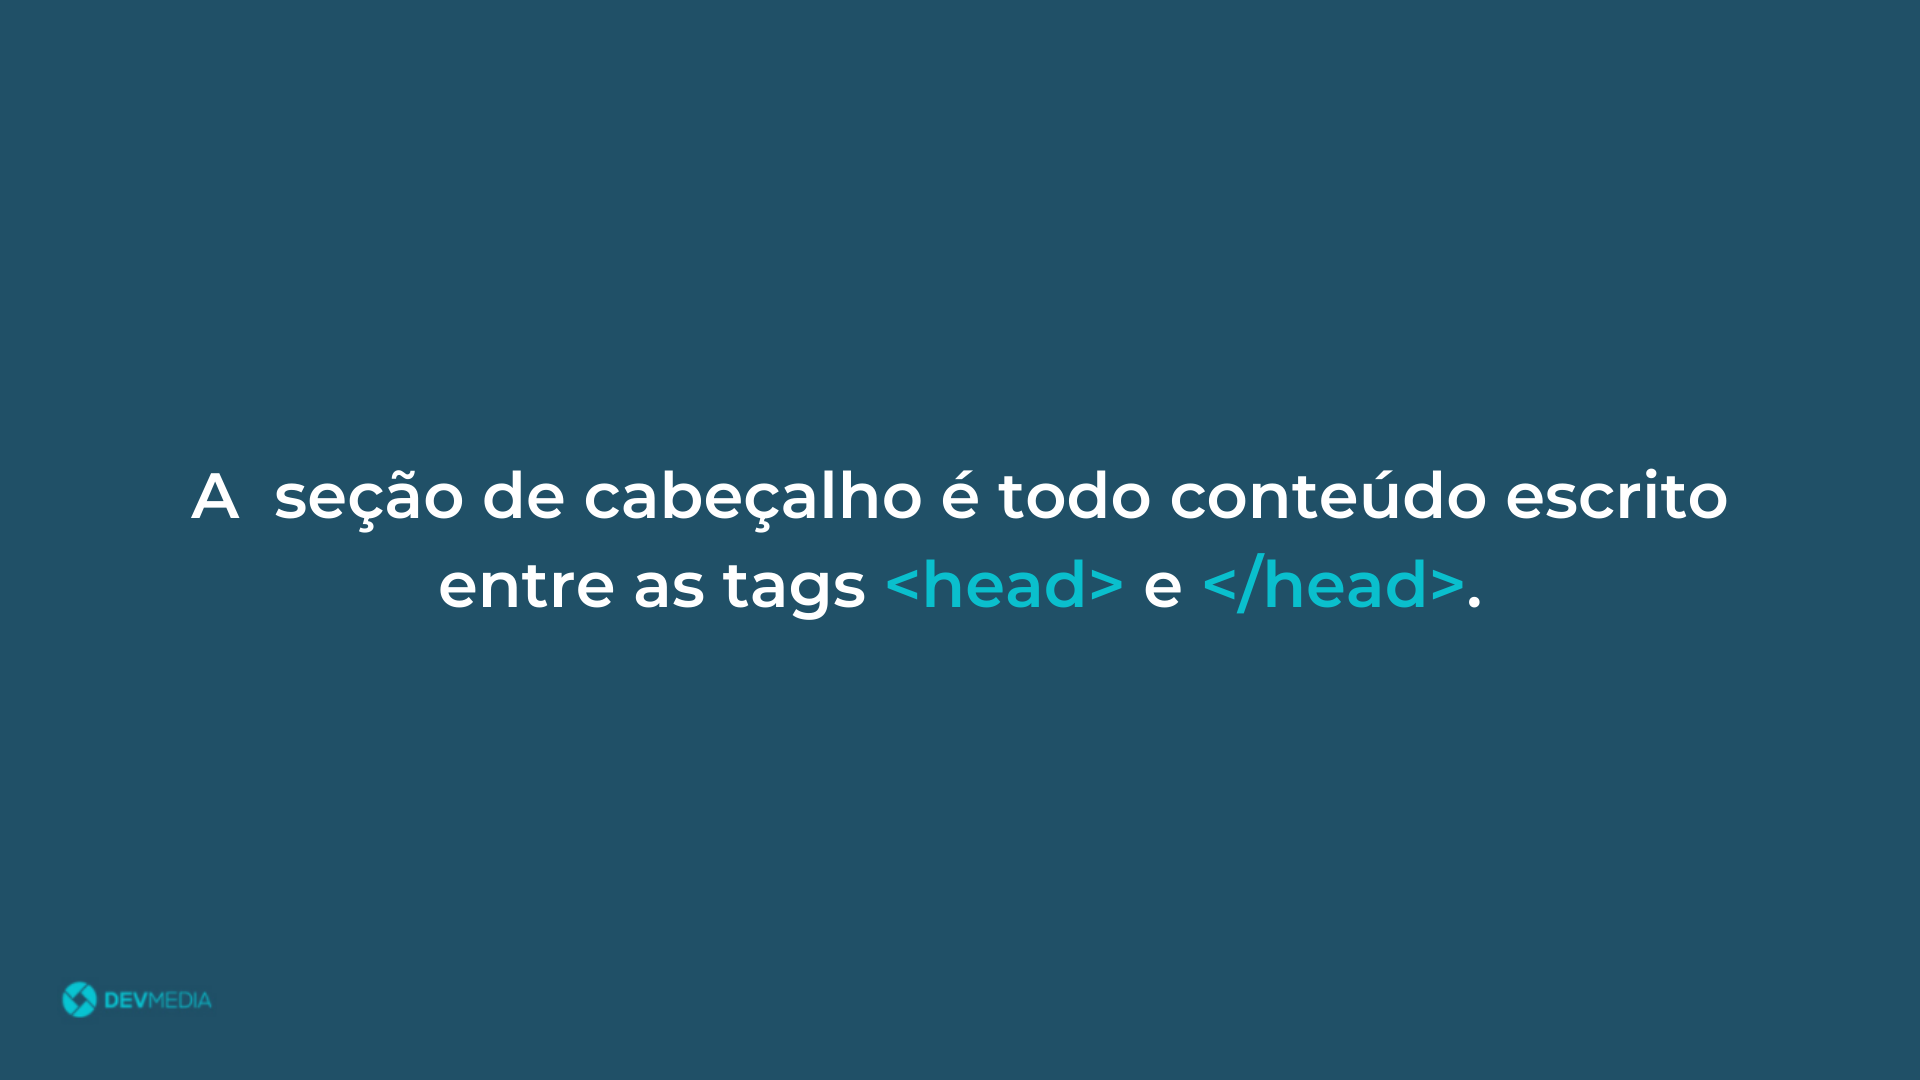 A  seção de cabeçalho é todo conteúdo escrito
entre as tags <head> e </head>.
DEVMEDIA